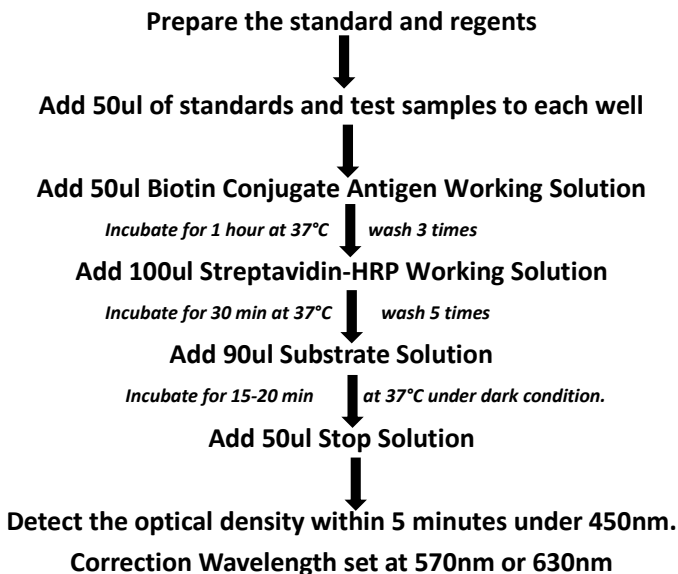 Prepare the standard and regents
Add 50ul of standards and test samples to each well
Add 50ul Biotin Conjugate Antigen Working Solution
Incubate for 1 hour at 37°C wash 3 times
Add 100ul Streptavidin-HRP Working Solution
Incubate for 30 min at 37°C wash 5 times
Add 90ul Substrate Solution
Incubate for 15-20 min at 37°C under dark condition.
Add 50ul Stop Solution
Detect the optical density within 5 minutes under 450nm.
Correction Wavelength set at 570nm or 630nm